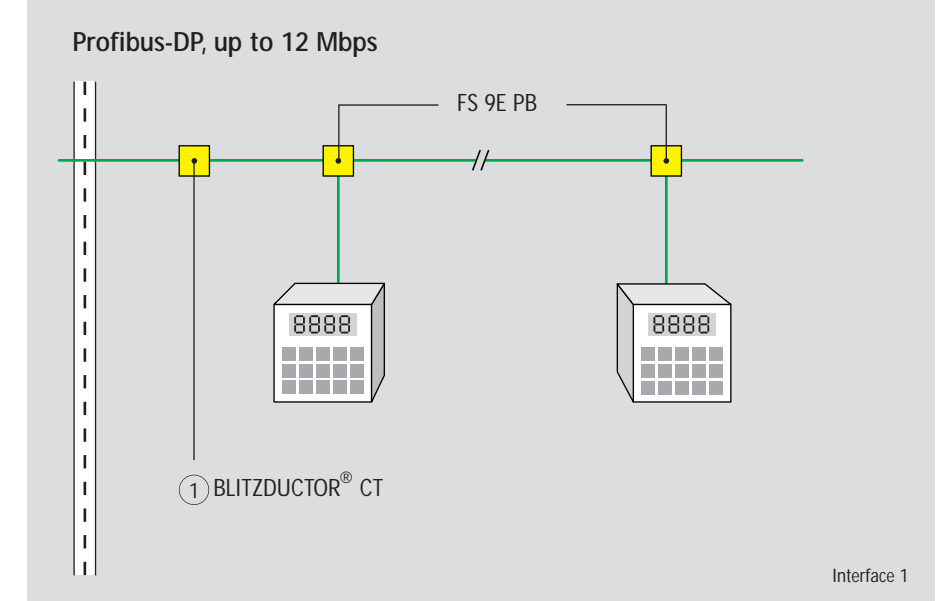 Profibus-DP, up to 12 Mbps
FS 9E PB
8888
8888
1 BLITZDUCTOR® CT
Interface 1